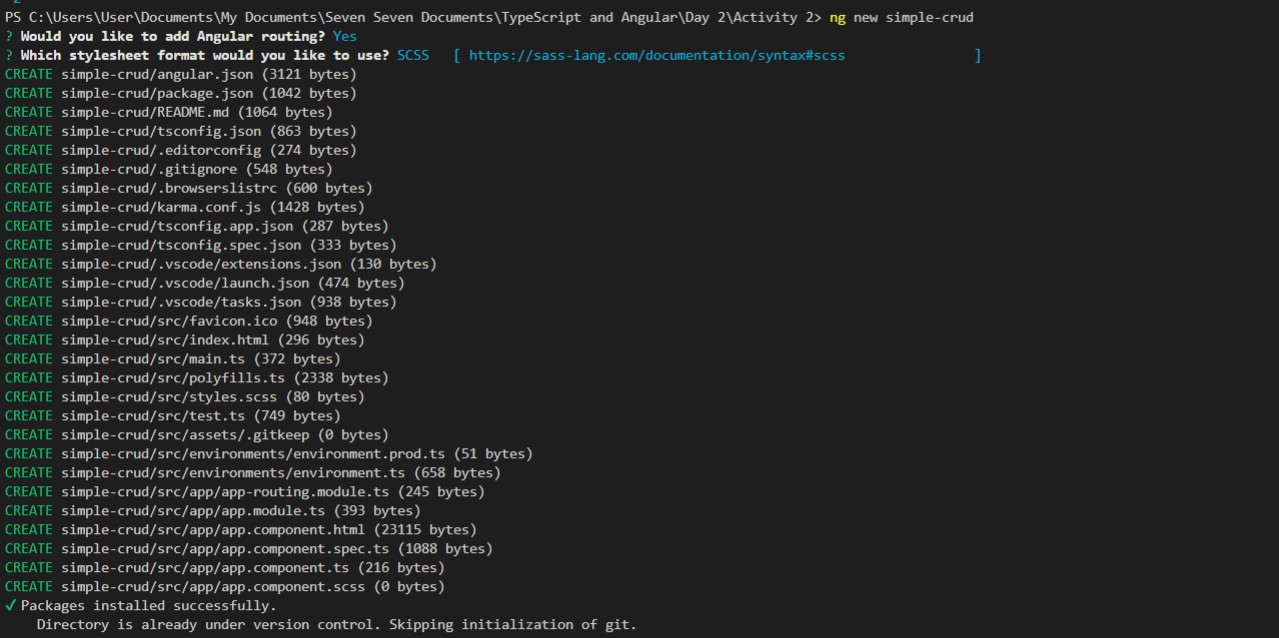 PS C:\Users\User\Documents\My Documents\Seven Seven Documents\TypeScript and Angular\Day 2\Activity 2> ng new simple-crud
? Would you like to add Angular routing? Yes
? Which stylesheet format would you like to use? SCSS   [ https://sass-lang.com/documentation/syntax#scss                ]
CREATE simple-crud/angular.json (3121 bytes)
CREATE simple-crud/package.json (1042 bytes)
CREATE simple-crud/README.md (1064 bytes)
CREATE simple-crud/tsconfig.json (863 bytes)
CREATE simple-crud/.editorconfig (274 bytes)
CREATE simple-crud/.gitignore (548 bytes)
CREATE simple-crud/.browserslistrc (600 bytes)
CREATE simple-crud/karma.conf.js (1428 bytes)
CREATE simple-crud/tsconfig.app.json (287 bytes)
CREATE simple-crud/tsconfig.spec.json (333 bytes)
CREATE simple-crud/.vscode/extensions.json (130 bytes)
CREATE simple-crud/.vscode/launch.json (474 bytes)
CREATE simple-crud/.vscode/tasks.json (938 bytes)
CREATE simple-crud/src/favicon.ico (948 bytes)
CREATE simple-crud/src/index.html (296 bytes)
CREATE simple-crud/src/main.ts (372 bytes)
CREATE simple-crud/src/polyfills.ts (2338 bytes)
CREATE simple-crud/src/styles.scss (80 bytes)
CREATE simple-crud/src/test.ts (749 bytes)
CREATE simple-crud/src/assets/.gitkeep (0 bytes)
CREATE simple-crud/src/environments/environment.prod.ts (51 bytes)
CREATE simple-crud/src/environments/environment.ts (658 bytes)
CREATE simple-crud/src/app/app-routing.module.ts (245 bytes)
CREATE simple-crud/src/app/app.module.ts (393 bytes)
CREATE simple-crud/src/app/app.component.html (23115 bytes)
CREATE simple-crud/src/app/app.component.spec.ts (1088 bytes)
CREATE simple-crud/src/app/app.component.ts (216 bytes)
CREATE simple-crud/src/app/app.component.scss (0 bytes)
✓ Packages installed successfully.
    Directory is already under version control. Skipping initialization of git.